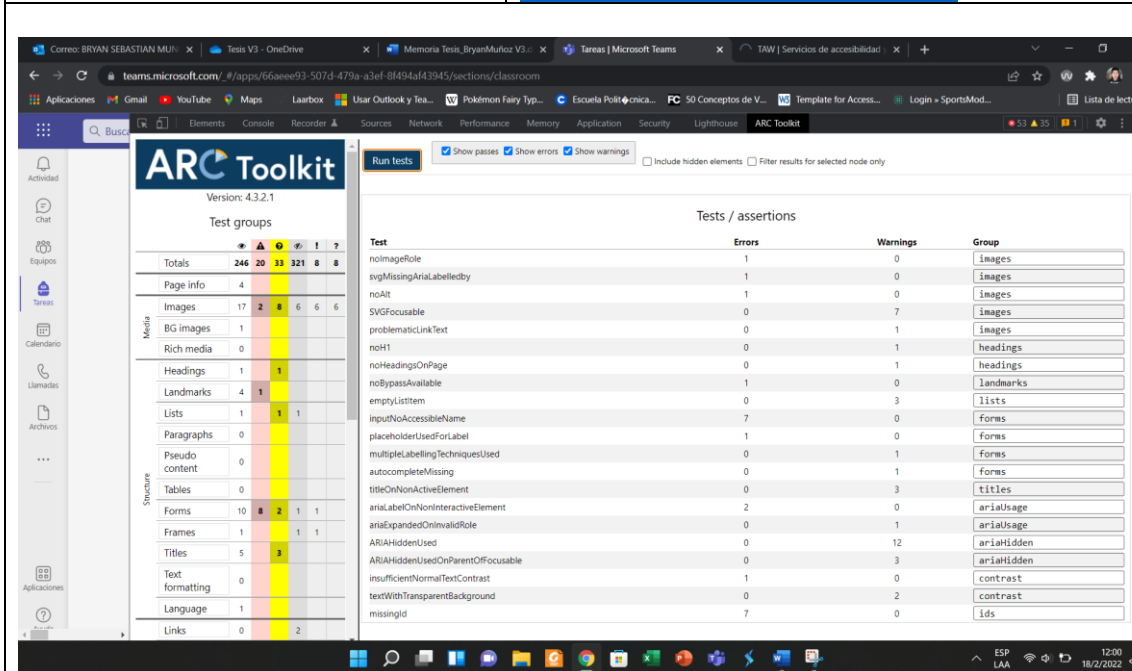 Correo: BRYAN SEBASTIAN MUN
Tesis V3 - OneDrive
Memoria Tesis_BryanMuñoz V3.
Tareas | Microsoft Teams
TAW | Servicios de accesibilidad
teams.microsoft.com/_#/apps/66aeee93-507d-479a-a3ef-8f494af43945/sections/classroom
Aplicaciones Gmail YouTube Maps Laarbox Usar Outlook y Tea... Pokémon Fairy Typ... Escuela Polit�cnica... 50 Conceptos de V... Template for Access... Login » SportsMod... Lista de lect
Busca
Elements Console Recorder Sources Network Performance Memory Application Security Lighthouse ARC Toolkit 53 35 1
Actividad
Chat
Equipos
Tareas
Calendario
Llamadas
Archivos
Aplicaciones
ARC Toolkit
Version: 4.3.2.1
Test groups
! ?
Totals 246 20 33 321 8 8
Page info 4
Media
Images 17 2 8 6 6 6
BG images 1
Rich media 0
Structure
Headings 1 1
Landmarks 4 1
Lists 1 1 1
Paragraphs 0
Pseudo content 0
Tables 0
Forms 10 8 2 1 1
Frames 1 1 1
Titles 5 3
Text formatting 0
Language 1
Links 0 2
Run tests
Show passes Show errors Show warnings
Include hidden elements Filter results for selected node only
Tests / assertions
Test Errors Warnings Group
noImageRole 1 0 images
svgMissingAriaLabelledby 1 0 images
noAlt 1 0 images
SVGFocusable 0 7 images
problematicLinkText 0 1 images
noH1 0 1 headings
noHeadingsOnPage 0 1 headings
noBypassAvailable 1 0 landmarks
emptyListItem 0 3 lists
inputNoAccessibleName 7 0 forms
placeholderUsedForLabel 1 0 forms
multipleLabellingTechniquesUsed 0 1 forms
autocompleteMissing 0 1 forms
titleOnNonActiveElement 0 3 titles
ariaLabelOnNonInteractiveElement 2 0 ariaUsage
ariaExpandedOnInvalidRole 0 1 ariaUsage
ARIAHiddenUsed 0 12 ariaHidden
ARIAHiddenUsedOnParentOfFocusable 0 3 ariaHidden
insufficientNormalTextContrast 1 0 contrast
textWithTransparentBackground 0 2 contrast
missingId 7 0 ids
ESP
LAA
12:00
18/2/2022